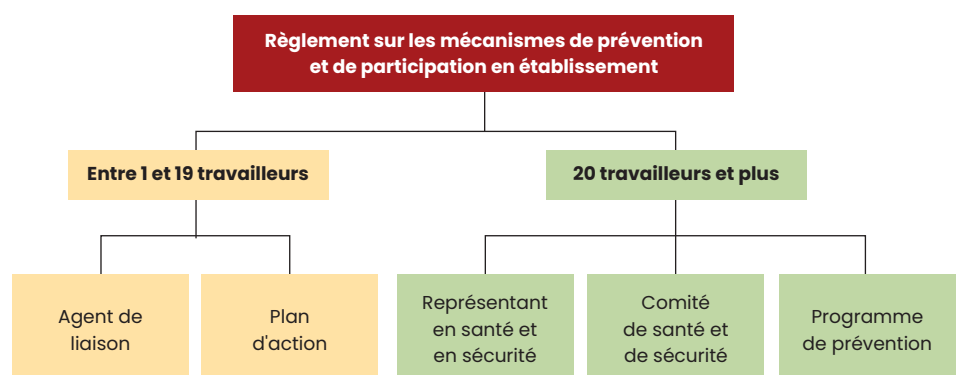 Règlement sur les mécanismes de prévention
et de participation en établissement
Entre 1 et 19 travailleurs
20 travailleurs et plus
Agent de
liaison
Plan
d'action
Représentant
en santé et
en sécurité
Comité
de santé et
de sécurité
Programme
de prévention